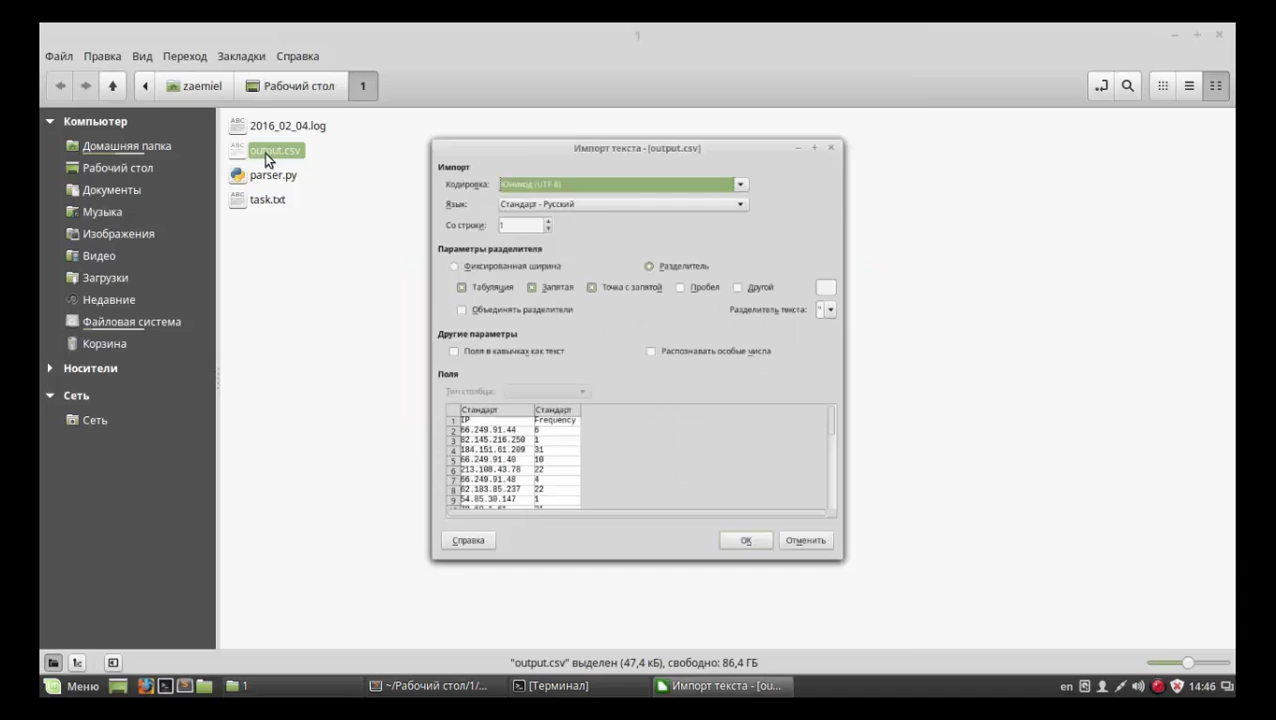 1
Файл Правка Вид Переход Закладки Справка
zaemiel Рабочий стол 1
Компьютер
Домашняя папка
Рабочий стол
Документы
Музыка
Изображения
Видео
Загрузки
Недавние
Файловая система
Корзина
Носители
Сеть
Сеть
2016_02_04.log
output.csv
parser.py
task.txt
Импорт текста - [output.csv]
Импорт
Кодировка: Юникод (UTF-8)
Язык: Стандарт - Русский
Со строки: 1
Параметры разделителя
Фиксированная ширина Разделитель
Табуляция Запятая Точка с запятой Пробел Другой
Объединять разделители Разделитель текста: "
Другие параметры
Поля в кавычках как текст Распознавать особые числа
Поля
Тип столбца:
Стандарт Стандарт
1 IP Frequency
2 66.249.91.44 6
3 82.145.216.250 1
4 184.151.61.209 31
5 66.249.91.40 10
6 213.108.43.78 22
7 66.249.91.48 4
8 62.183.85.237 22
9 54.85.30.147 1
Справка ОК Отменить
"output.csv" выделен (47,4 кБ), свободно: 86,4 ГБ
Меню 1 ~/Рабочий стол/1/... [Терминал] Импорт текста - [ou... en 14:46